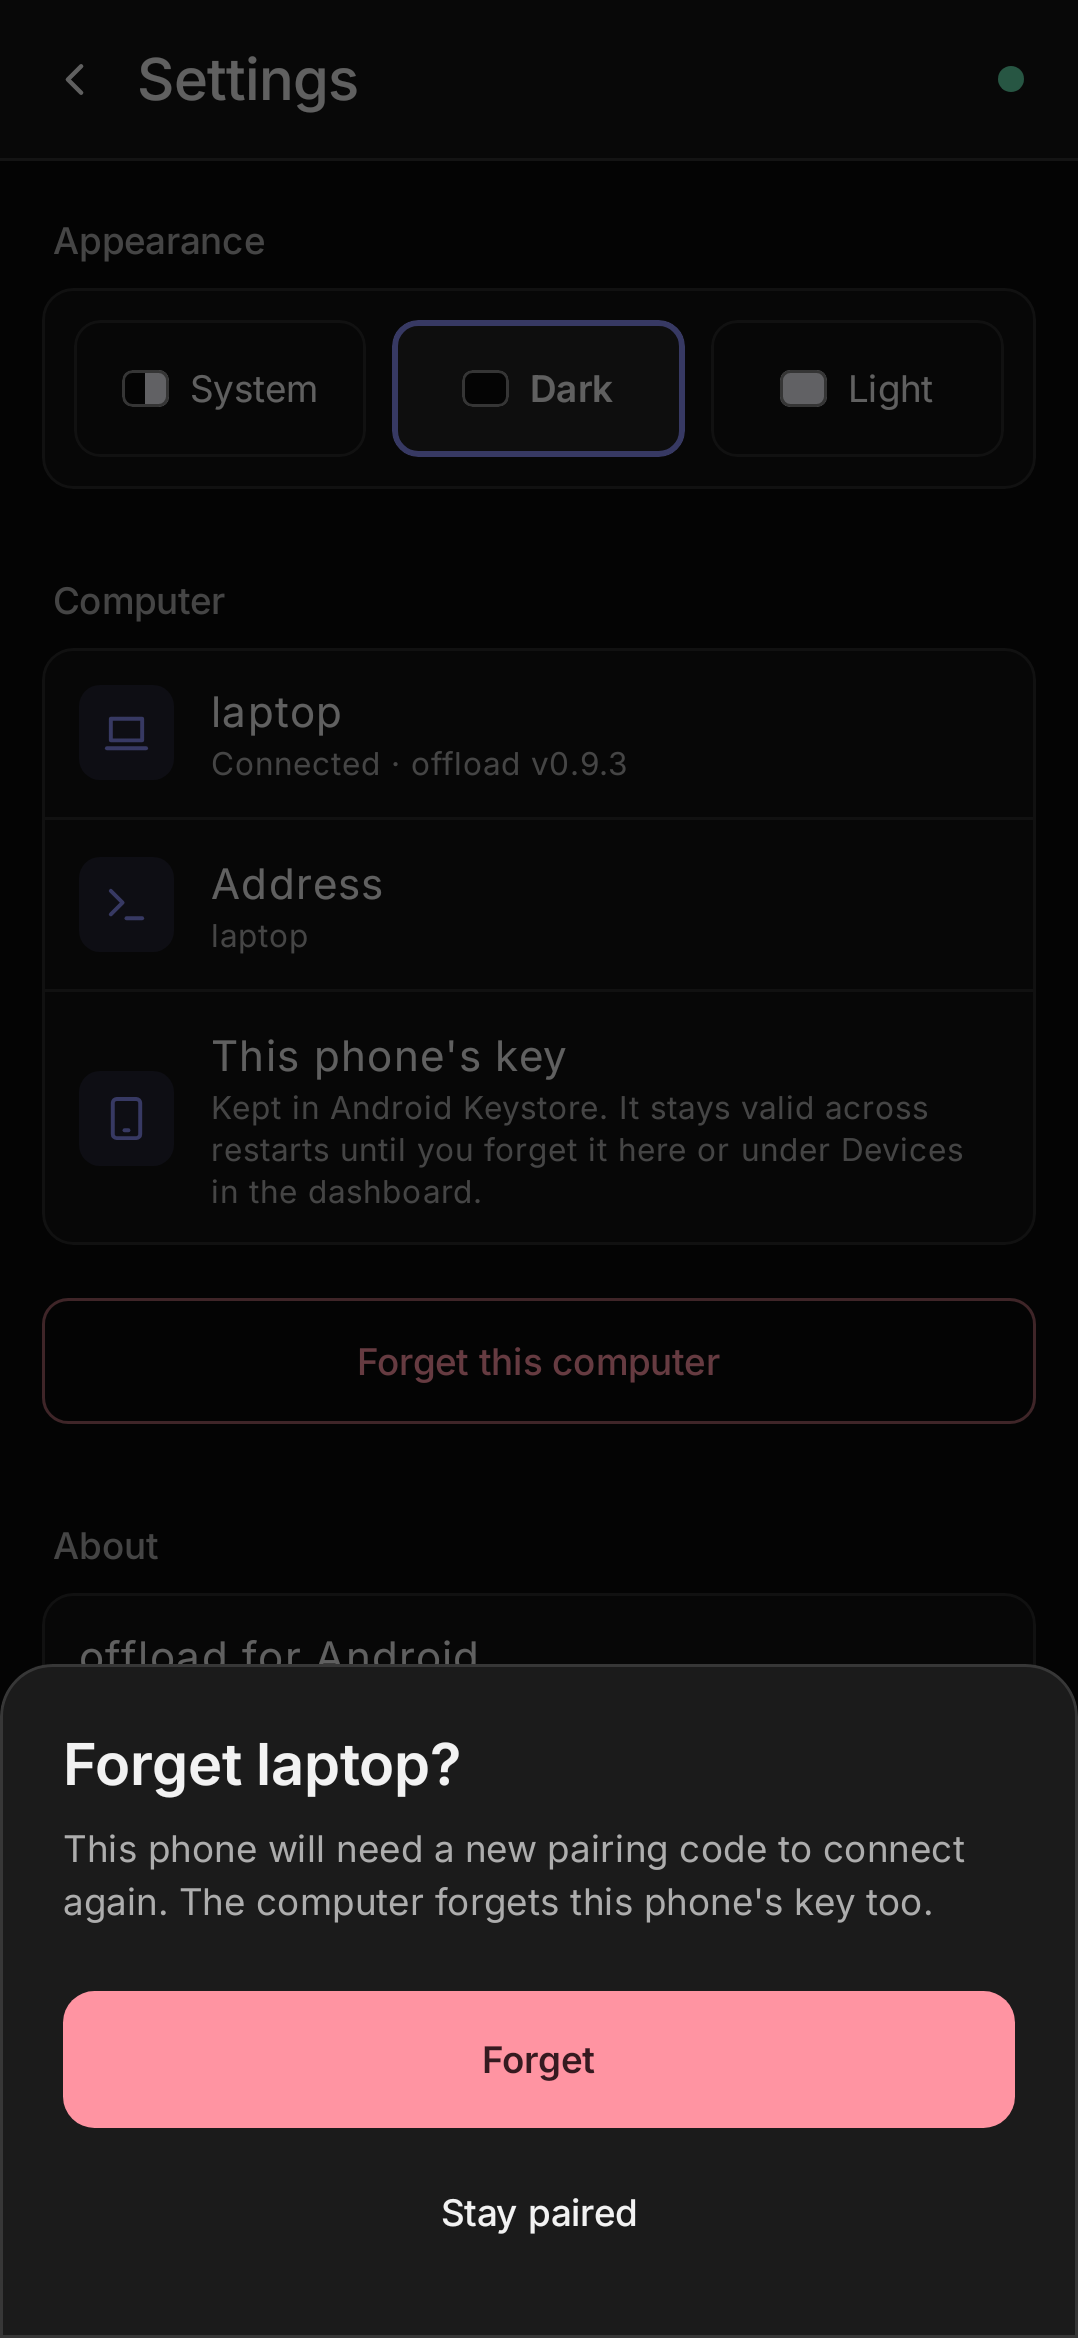 Settings
Appearance
System
Dark
Light
Computer
laptop
Connected · offload v0.9.3
Address
laptop
This phone's key
Kept in Android Keystore. It stays valid across
restarts until you forget it here or under Devices
in the dashboard.
Forget this computer
About
offload for Android
Forget laptop?
This phone will need a new pairing code to connect
again. The computer forgets this phone's key too.
Forget
Stay paired